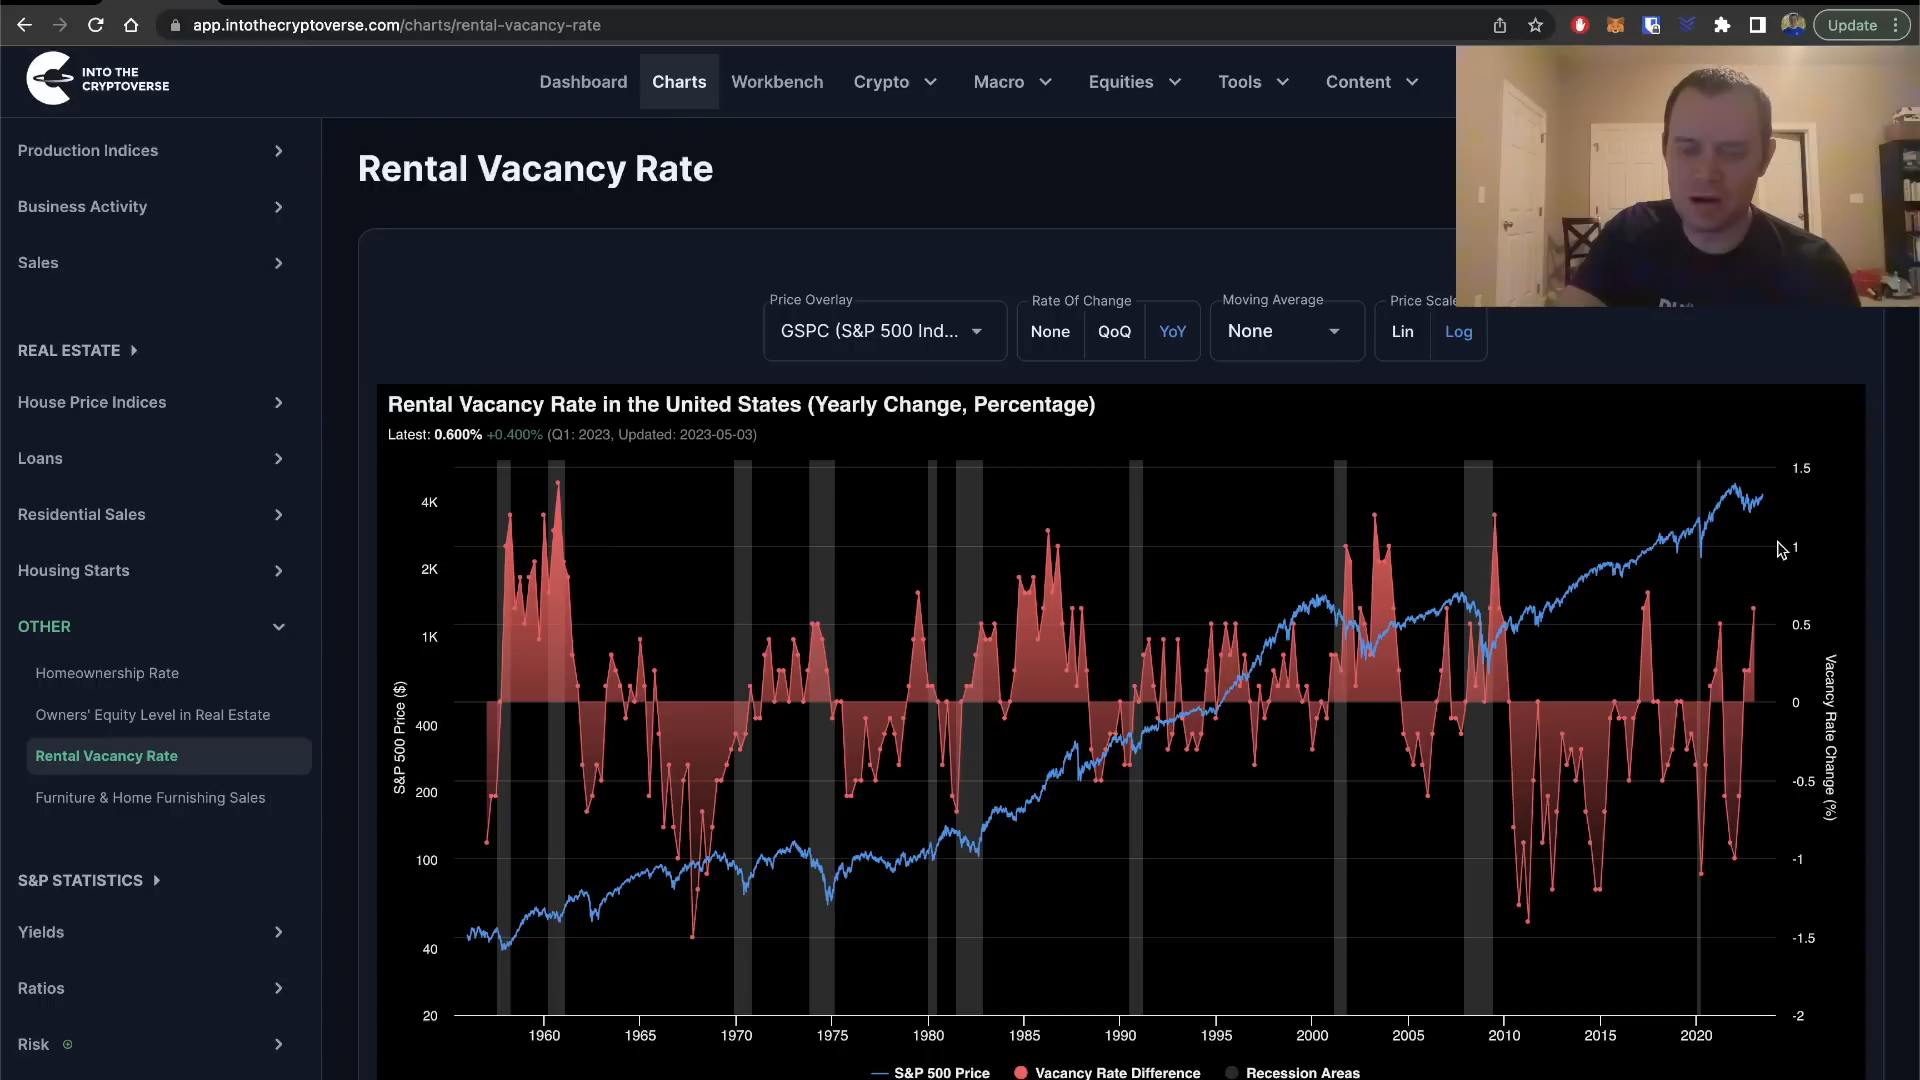 app.intothecryptoverse.com/charts/rental-vacancy-rate
Update
INTO THE
CRYPTOVERSE
Dashboard
Charts
Workbench
Crypto
Macro
Equities
Tools
Content
Production Indices
Business Activity
Sales
REAL ESTATE
House Price Indices
Loans
Residential Sales
Housing Starts
OTHER
Homeownership Rate
Owners' Equity Level in Real Estate
Rental Vacancy Rate
Furniture & Home Furnishing Sales
S&P STATISTICS
Yields
Ratios
Risk
Rental Vacancy Rate
Price Overlay
GSPC (S&P 500 Ind...
Rate Of Change
None
QoQ
YoY
Moving Average
None
Price Scale
Lin
Log
Rental Vacancy Rate in the United States (Yearly Change, Percentage)
Latest: 0.600% +0.400% (Q1: 2023, Updated: 2023-05-03)
4K
2K
1K
400
200
100
40
20
S&P 500 Price ($)
1.5
1
0.5
0
-0.5
-1
-1.5
-2
Vacancy Rate Change (%)
1960
1965
1970
1975
1980
1985
1990
1995
2000
2005
2010
2015
2020
S&P 500 Price
Vacancy Rate Difference
Recession Areas